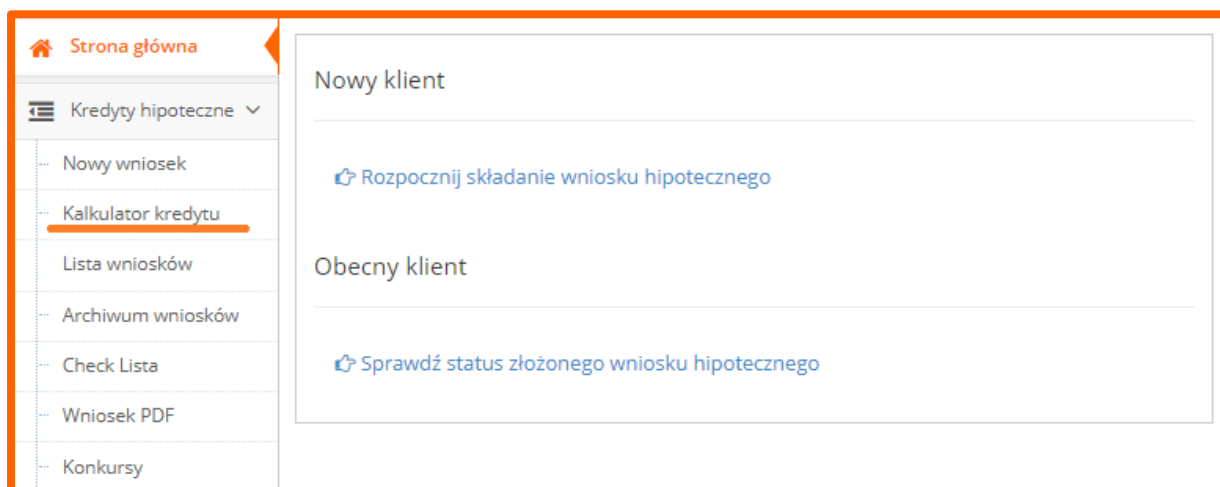 Strona główna
Kredyty hipoteczne
Nowy wniosek
Kalkulator kredytu
Lista wniosków
Archiwum wniosków
Check Lista
Wniosek PDF
Konkursy
Nowy klient
Rozpocznij składanie wniosku hipotecznego
Obecny klient
Sprawdź status złożonego wniosku hipotecznego